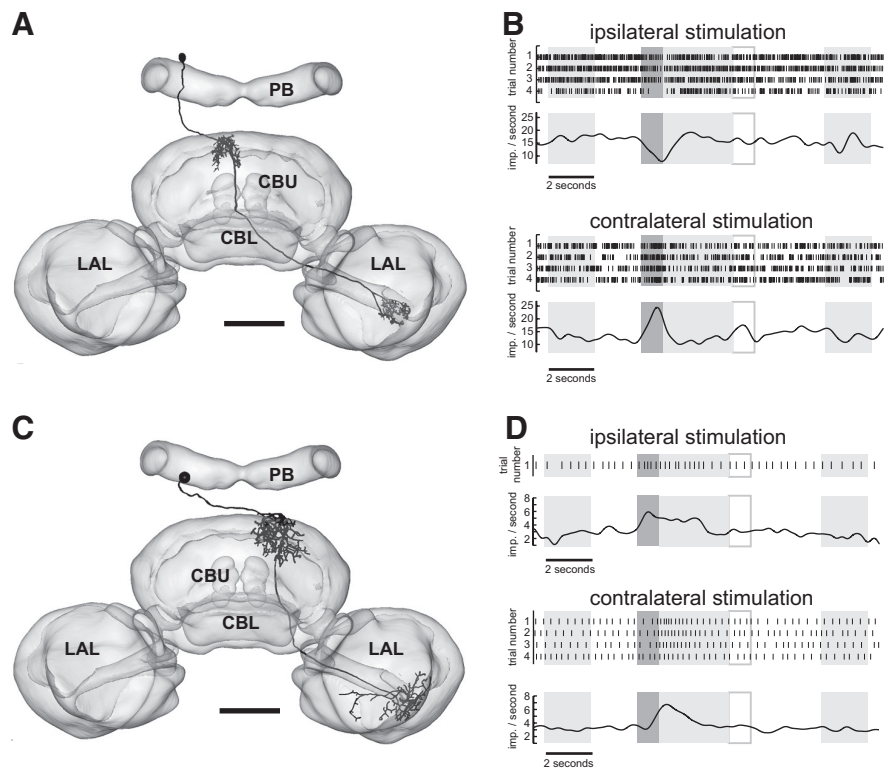 A
PB
CBU
CBL
LAL
LAL
B
ipsilateral stimulation
trial number
1
2
3
4
imp. / second
25
20
15
10
2 seconds
contralateral stimulation
trial number
1
2
3
4
imp. / second
25
20
15
10
2 seconds
C
PB
CBU
CBL
LAL
LAL
D
ipsilateral stimulation
trial
number
1
imp. / second
8
6
4
2
2 seconds
contralateral stimulation
trial number
1
2
3
4
imp. / second
8
6
4
2
2 seconds